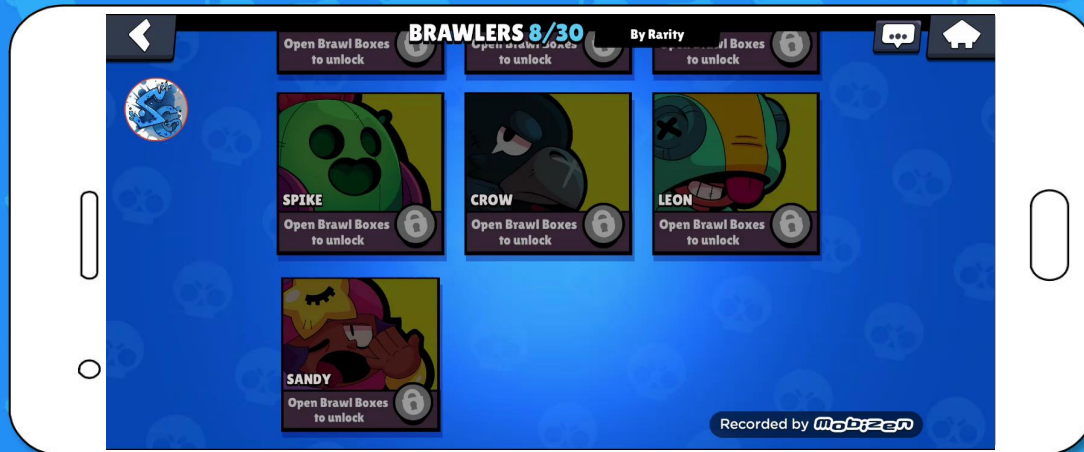 BRAWLERS 8/30
By Rarity
Open Brawl Boxes
to unlock
Open Brawl Boxes
to unlock
Open Brawl Boxes
to unlock
SPIKE
Open Brawl Boxes
to unlock
CROW
Open Brawl Boxes
to unlock
LEON
Open Brawl Boxes
to unlock
SANDY
Open Brawl Boxes
to unlock
Recorded by mobizen